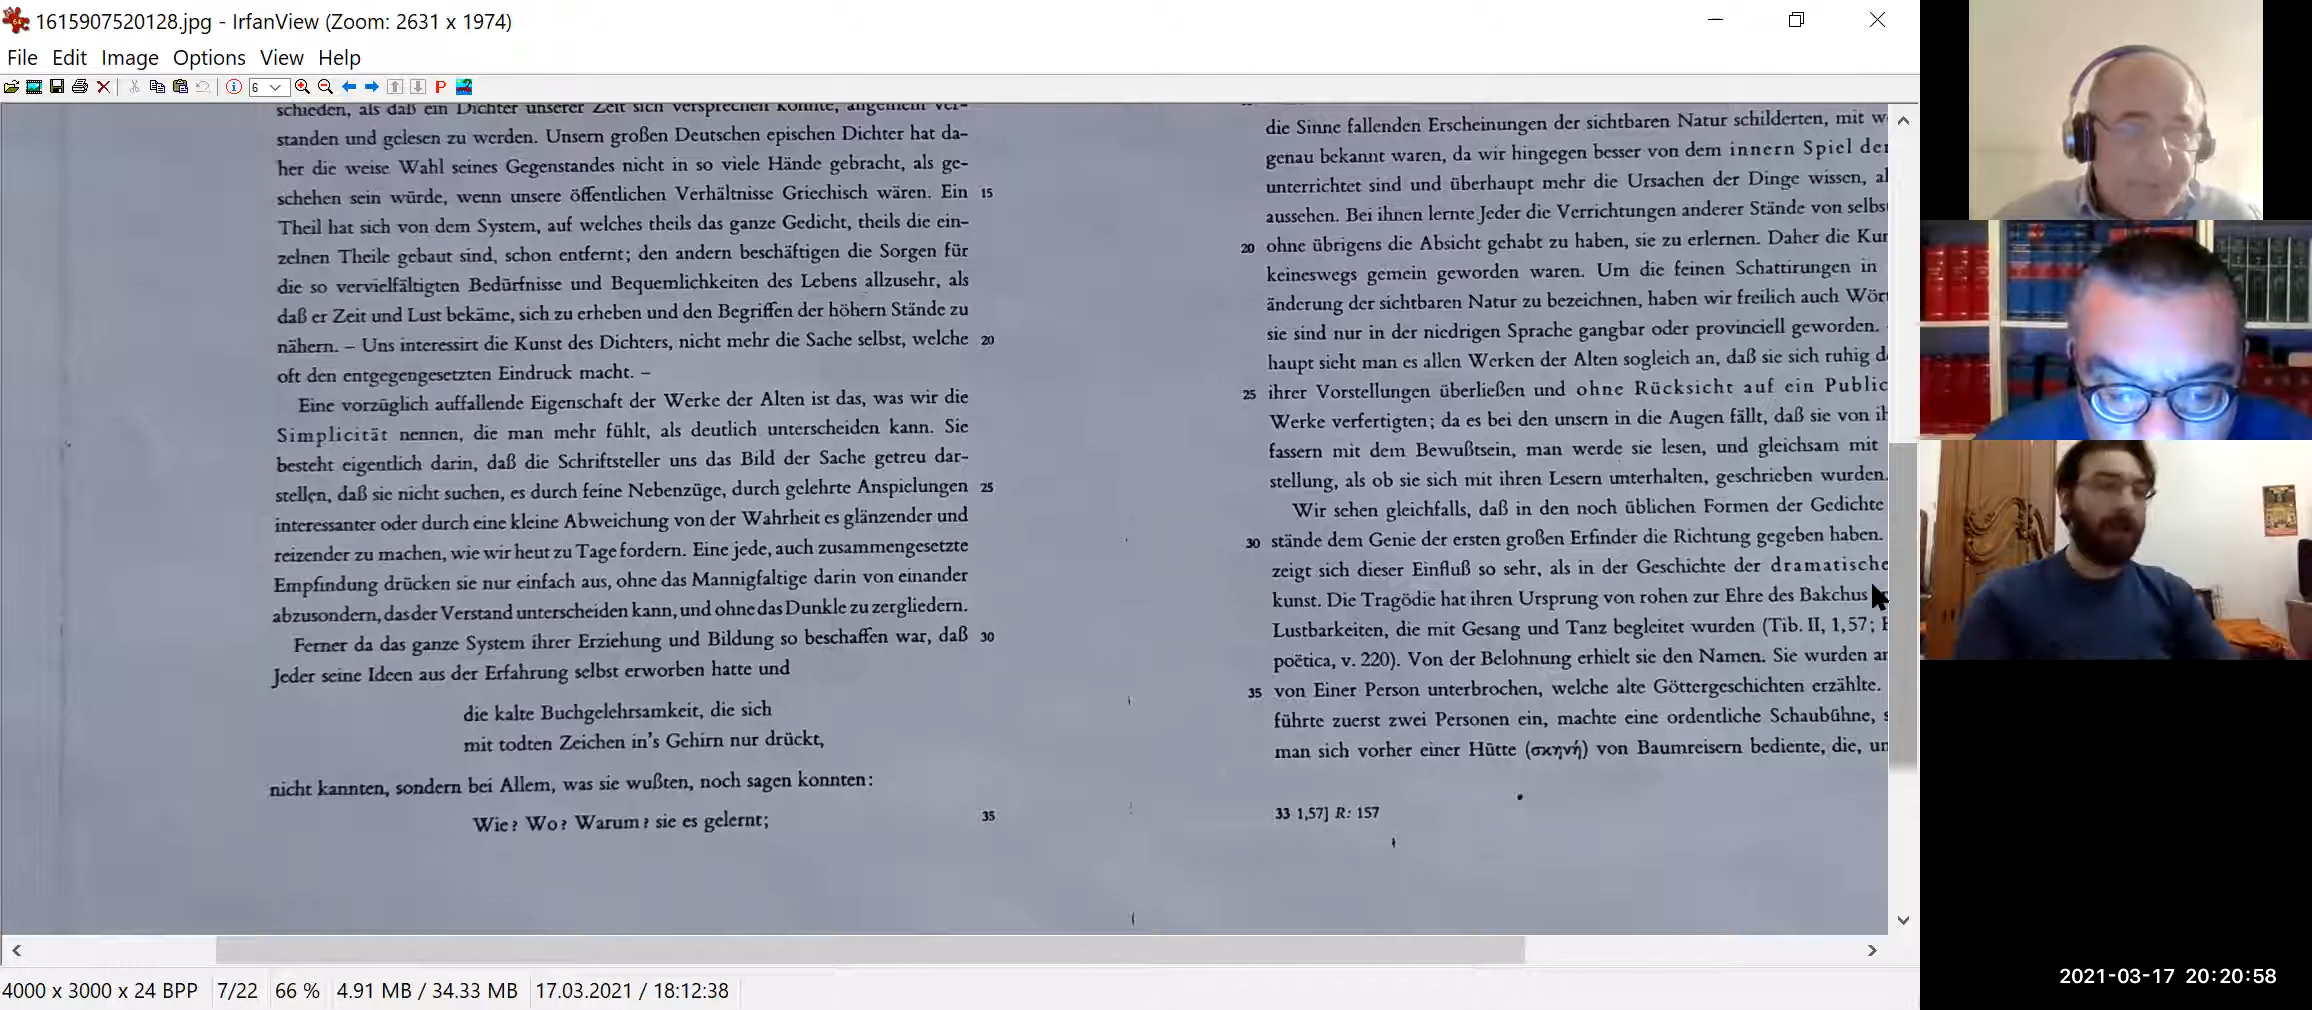 1615907520128.jpg - IrfanView (Zoom: 2631 x 1974)
File Edit Image Options View Help
6
schieden, als daß ein Dichter unserer Zeit sich versprechen könnte, allgemein ver-
standen und gelesen zu werden. Unsern großen Deutschen epischen Dichter hat da-
her die weise Wahl seines Gegenstandes nicht in so viele Hände gebracht, als ge-
schehen sein würde, wenn unsere öffentlichen Verhältnisse Griechisch wären. Ein 15
Theil hat sich von dem System, auf welches theils das ganze Gedicht, theils die ein-
zelnen Theile gebaut sind, schon entfernt; den andern beschäftigen die Sorgen für
die so vervielfältigten Bedürfnisse und Bequemlichkeiten des Lebens allzusehr, als
daß er Zeit und Lust bekäme, sich zu erheben und den Begriffen der höhern Stände zu
nähern. – Uns interessirt die Kunst des Dichters, nicht mehr die Sache selbst, welche 20
oft den entgegengesetzten Eindruck macht. –
Eine vorzüglich auffallende Eigenschaft der Werke der Alten ist das, was wir die
Simplicität nennen, die man mehr fühlt, als deutlich unterscheiden kann. Sie
besteht eigentlich darin, daß die Schriftsteller uns das Bild der Sache getreu dar-
stellen, daß sie nicht suchen, es durch feine Nebenzüge, durch gelehrte Anspielungen 25
interessanter oder durch eine kleine Abweichung von der Wahrheit es glänzender und
reizender zu machen, wie wir heut zu Tage fordern. Eine jede, auch zusammengesetzte
Empfindung drücken sie nur einfach aus, ohne das Mannigfaltige darin von einander
abzusondern, das der Verstand unterscheiden kann, und ohne das Dunkle zu zergliedern.
Ferner da das ganze System ihrer Erziehung und Bildung so beschaffen war, daß 30
Jeder seine Ideen aus der Erfahrung selbst erworben hatte und
die kalte Buchgelehrsamkeit, die sich
mit todten Zeichen in's Gehirn nur drückt,
nicht kannten, sondern bei Allem, was sie wußten, noch sagen konnten:
Wie? Wo? Warum? sie es gelernt; 35
die Sinne fallenden Erscheinungen der sichtbaren Natur schilderten, mit
genau bekannt waren, da wir hingegen besser von dem innern Spiel der
unterrichtet sind und überhaupt mehr die Ursachen der Dinge wissen,
aussehen. Bei ihnen lernte Jeder die Verrichtungen anderer Stände von
20 ohne übrigens die Absicht gehabt zu haben, sie zu erlernen. Daher die
keineswegs gemein geworden waren. Um die feinen Schattirungen in
änderung der sichtbaren Natur zu bezeichnen, haben wir freilich auch
sie sind nur in der niedrigen Sprache gangbar oder provinciell geworden.
haupt sieht man es allen Werken der Alten sogleich an, daß sie sich ruhig
25 ihrer Vorstellungen überließen und ohne Rücksicht auf ein
Werke verfertigten; da es bei den unsern in die Augen fällt, daß sie von
fassern mit dem Bewußtsein, man werde sie lesen, und gleichsam mit
stellung, als ob sie sich mit ihren Lesern unterhalten, geschrieben wurden.
Wir sehen gleichfalls, daß in den noch üblichen Formen der Gedichte
30 stände dem Genie der ersten großen Erfinder die Richtung gegeben haben.
zeigt sich dieser Einfluß so sehr, als in der Geschichte der dramatische
kunst. Die Tragödie hat ihren Ursprung von rohen zur Ehre des Bakchus
Lustbarkeiten, die mit Gesang und Tanz begleitet wurden (Tib. II, 1,57;
poëtica, v. 220). Von der Belohnung erhielt sie den Namen. Sie wurden
35 von Einer Person unterbrochen, welche alte Göttergeschichten erzählte.
führte zuerst zwei Personen ein, machte eine ordentliche Schaubühne,
man sich vorher einer Hütte (σκηνή) von Baumreisern bediente, die,
33 1,57] R: 157
4000 x 3000 x 24 BPP 7/22 66 % 4.91 MB / 34.33 MB 17.03.2021 / 18:12:38
2021-03-17 20:20:58